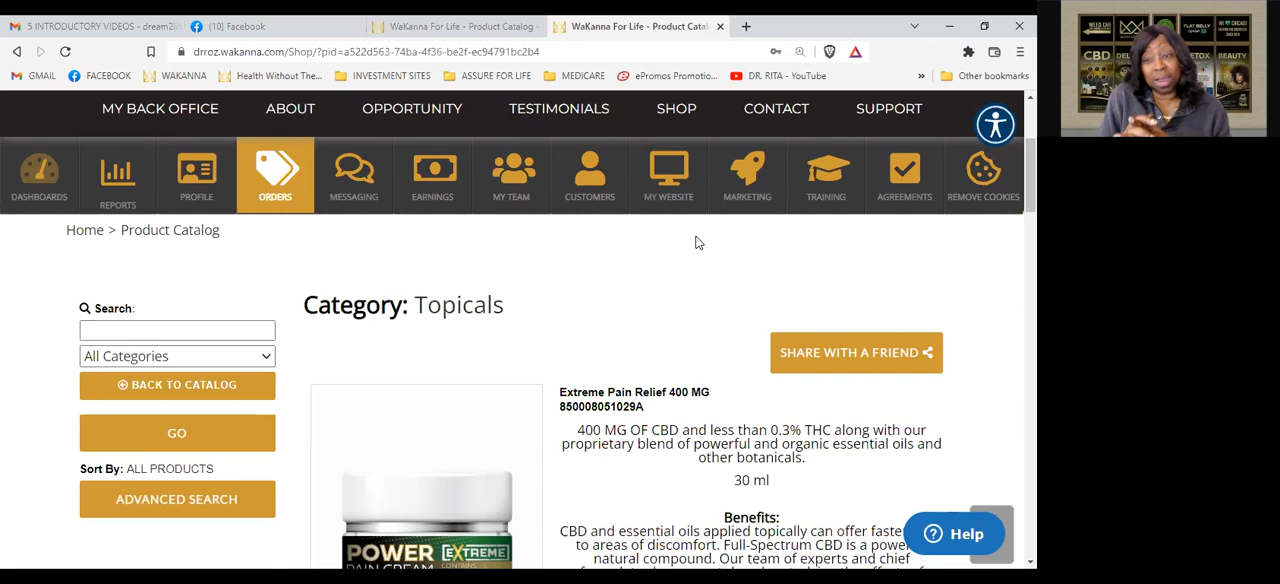 5 INTRODUCTORY VIDEOS - dream2li
(10) Facebook
WaKanna For Life - Product Catalog -
WaKanna For Life - Product Catal
drroz.wakanna.com/Shop/?pid=a522d563-74ba-4f36-be2f-ec94791bc2b4
GMAIL
FACEBOOK
WAKANNA
Health Without The...
INVESTMENT SITES
ASSURE FOR LIFE
MEDICARE
ePromos Promotio...
DR. RITA - YouTube
»
Other bookmarks
MY BACK OFFICE
ABOUT
OPPORTUNITY
TESTIMONIALS
SHOP
CONTACT
SUPPORT
DASHBOARDS
REPORTS
PROFILE
ORDERS
MESSAGING
EARNINGS
MY TEAM
CUSTOMERS
MY WEBSITE
MARKETING
TRAINING
AGREEMENTS
REMOVE COOKIES
Home > Product Catalog
Search:
All Categories
BACK TO CATALOG
GO
Sort By: ALL PRODUCTS
ADVANCED SEARCH
Category: Topicals
SHARE WITH A FRIEND
Extreme Pain Relief 400 MG
850008051029A
400 MG OF CBD and less than 0.3% THC along with our
proprietary blend of powerful and organic essential oils and
other botanicals.
30 ml
Benefits:
CBD and essential oils applied topically can offer faste
to areas of discomfort. Full-Spectrum CBD is a power
natural compound. Our team of experts and chief
POWER EXTREME
PAIN CREAM CONTAINS
Help
CBD
BEAUTY